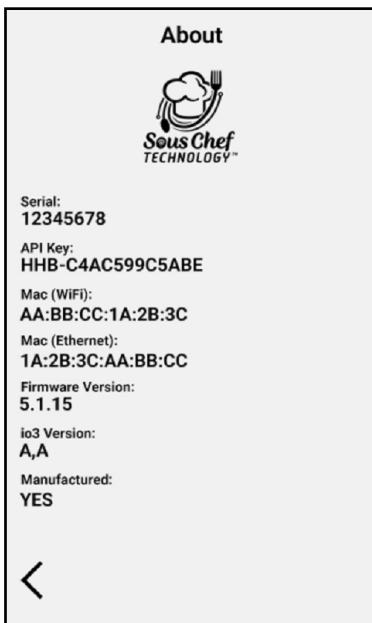 About
Sous Chef
TECHNOLOGY™
Serial:
12345678
API Key:
HHB-C4AC599C5ABE
Mac (WiFi):
AA:BB:CC:1A:2B:3C
Mac (Ethernet):
1A:2B:3C:AA:BB:CC
Firmware Version:
5.1.15
io3 Version:
A,A
Manufactured:
YES